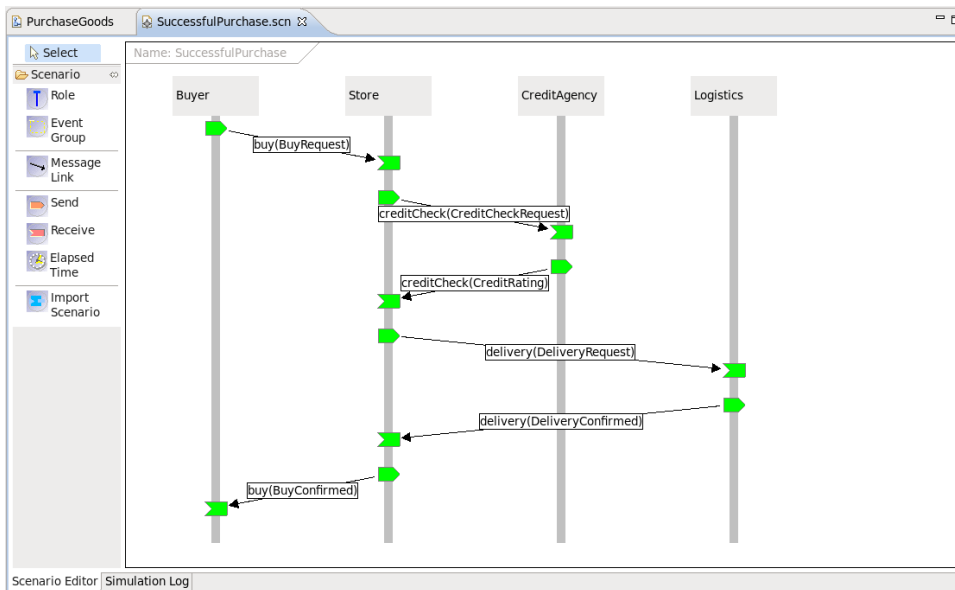 PurchaseGoods
SuccessfulPurchase.scn
Select
Scenario
Role
Event
Group
Message
Link
Send
Receive
Elapsed
Time
Import
Scenario
Name: SuccessfulPurchase
Buyer
Store
CreditAgency
Logistics
buy(BuyRequest)
creditCheck(CreditCheckRequest)
creditCheck(CreditRating)
delivery(DeliveryRequest)
delivery(DeliveryConfirmed)
buy(BuyConfirmed)
Scenario Editor
Simulation Log